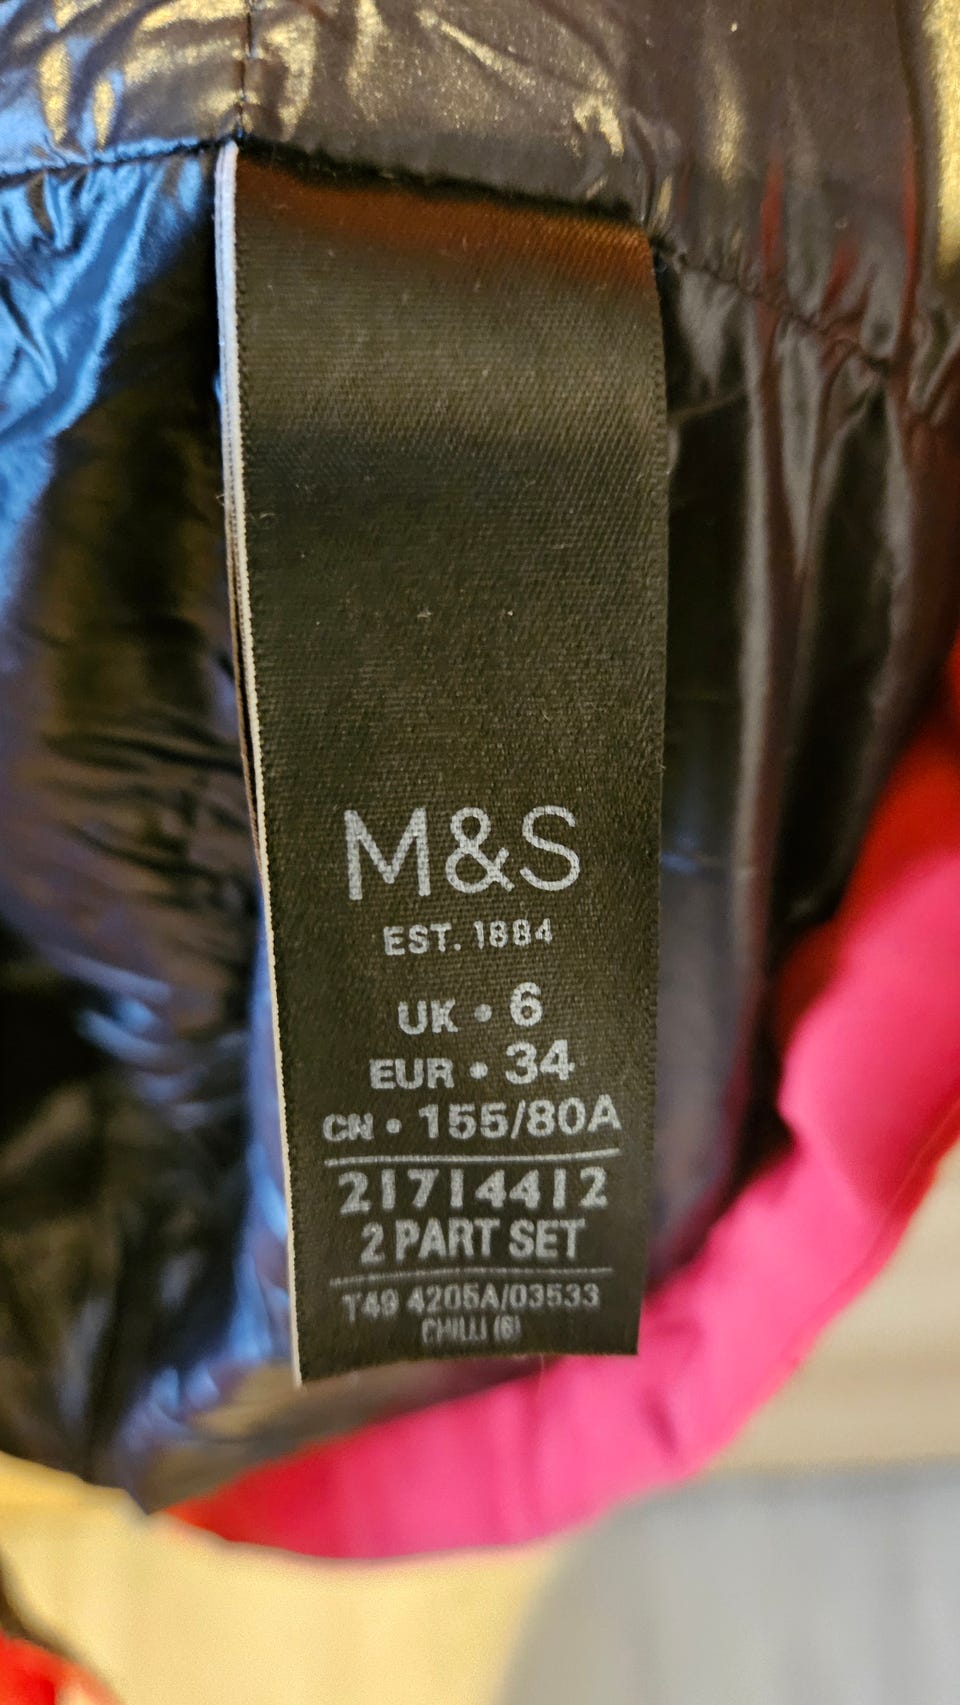 M&S
EST. 1884
UK • 6
EUR • 34
CN • 155/80A
21714412
2 PART SET
T49 4205A/03533
CHILLI (6)